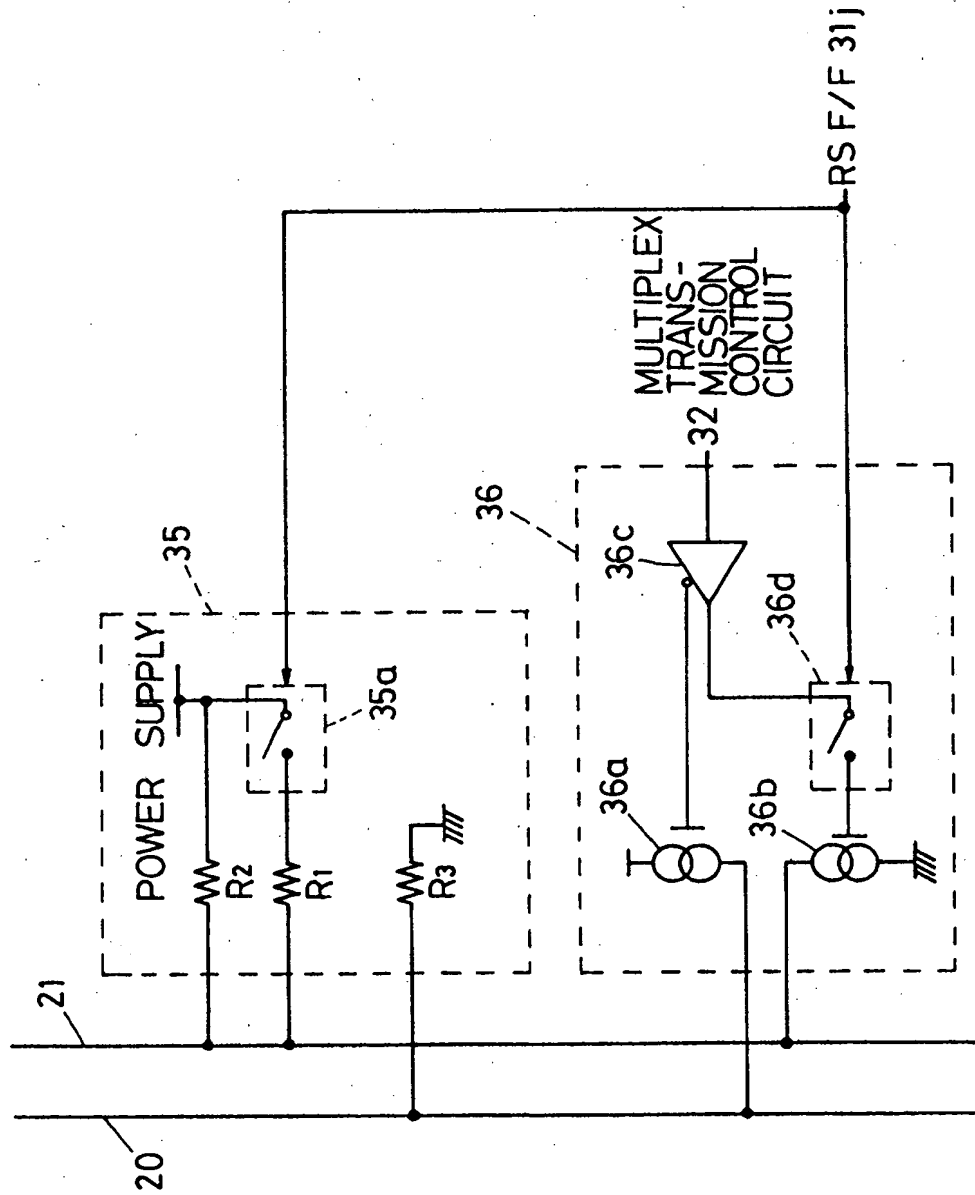 21
20
35
POWER SUPPLY
35a
R2
R1
R3
36
36a
36b
36c
36d
32
MULTIPLEX
TRANS-
MISSION
CONTROL
CIRCUIT
RS F/F 31j